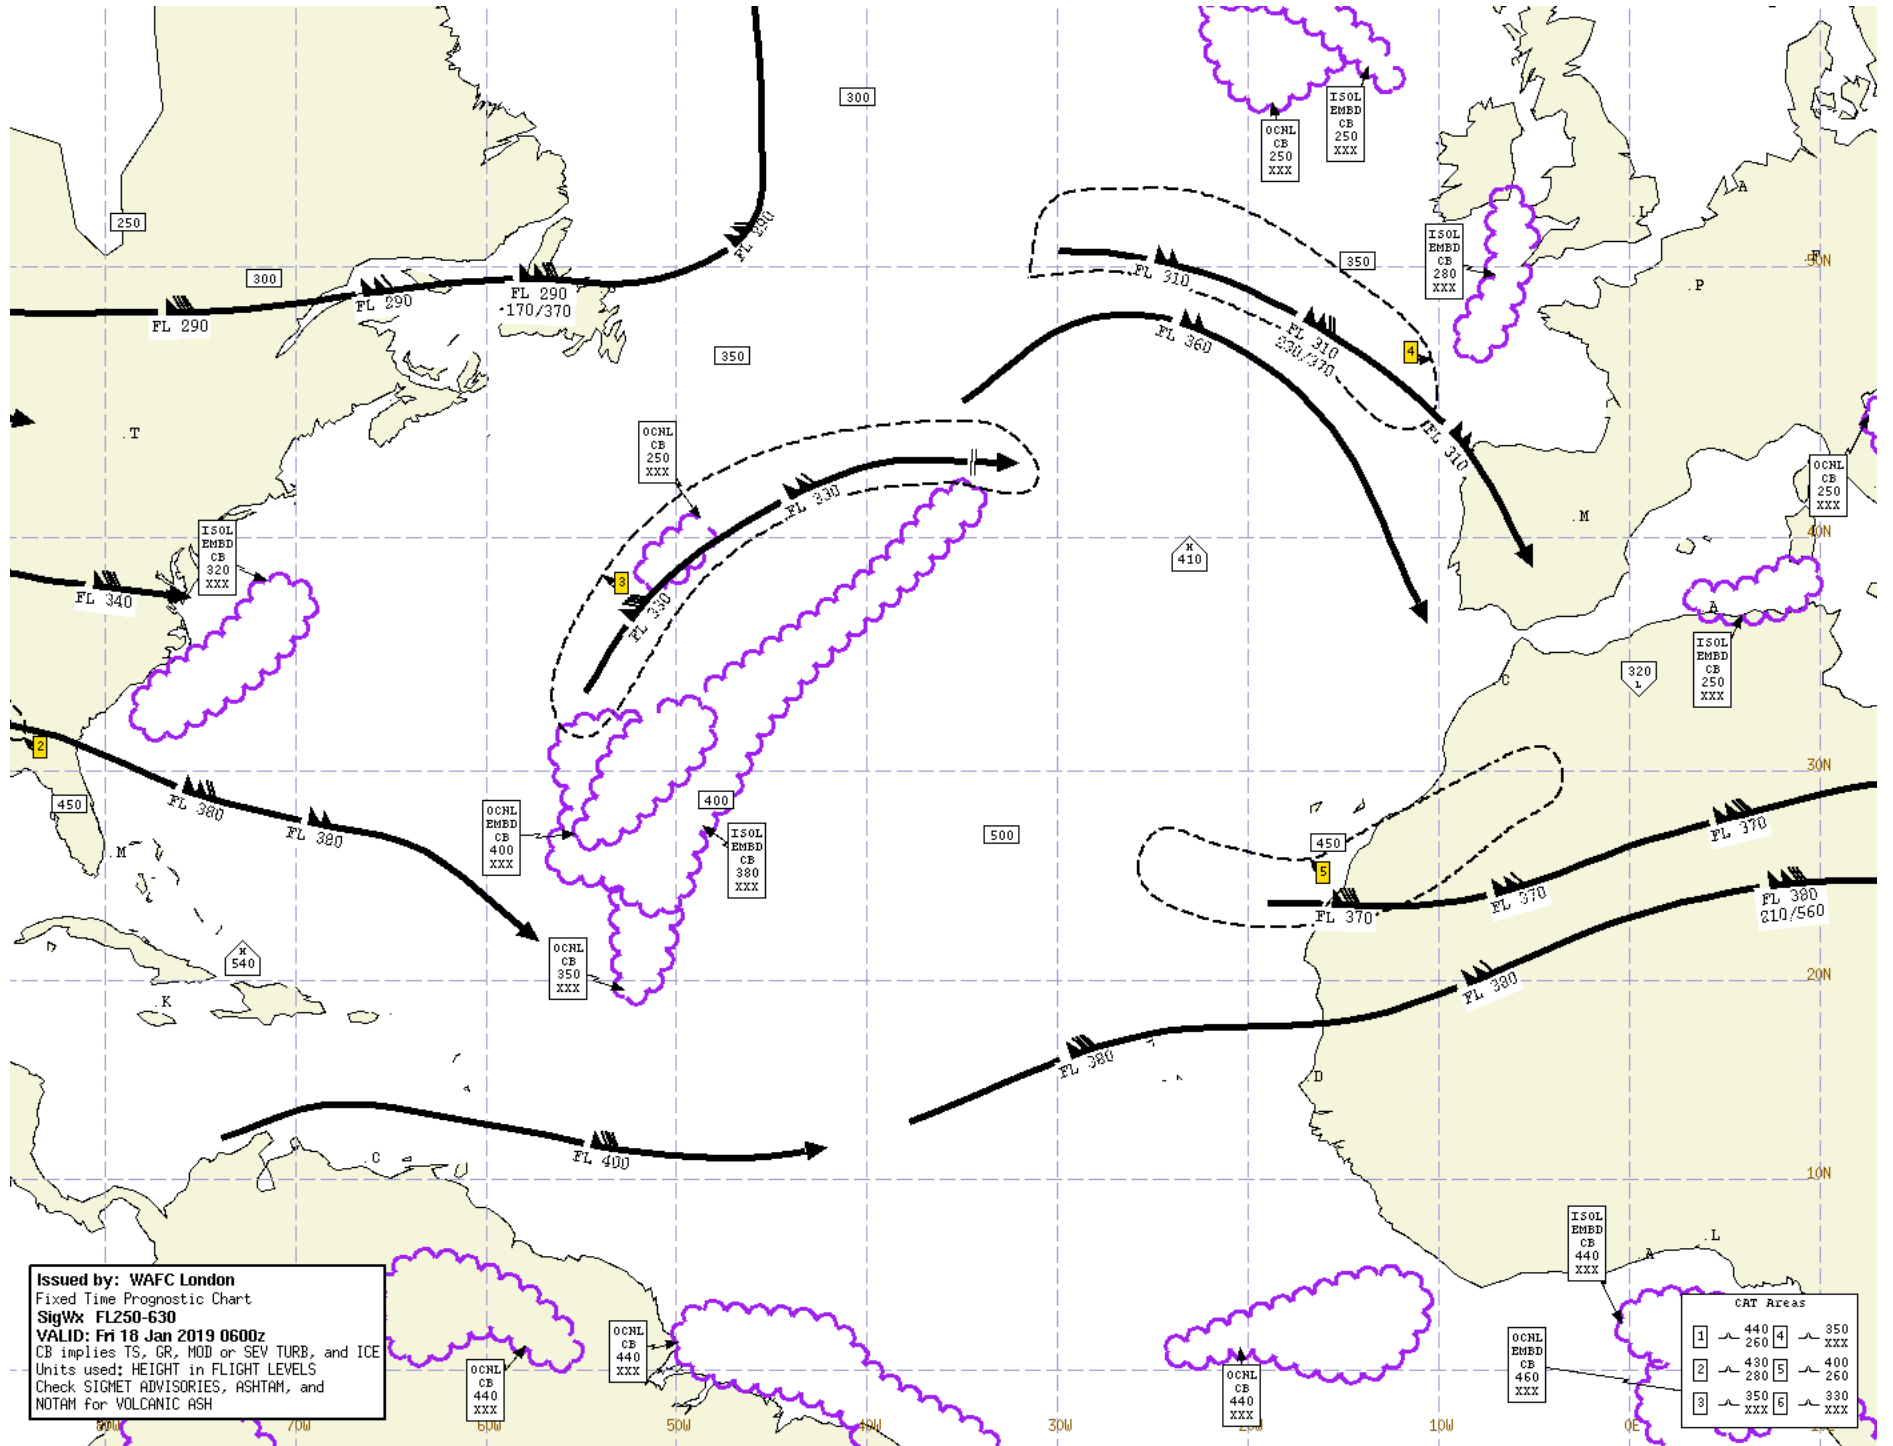 300
ISOL
EMBD
CB
250
XXX
OCNL
CB
250
XXX
A
L
250
ISOL
EMBD
CB
280
XXX
FL 290
300
FL 290
FL 290
FL 290
-170/370
350
FL 310
50N
P
FL 310
230/370
FL 360
4
350
T
OCNL
CB
250
XXX
FL 310
OCNL
CB
250
XXX
FL 330
M
40N
ISOL
EMBD
CB
320
XXX
H
410
3
FL 340
FL 330
A
ISOL
EMBD
CB
250
XXX
320
L
C
2
30N
FL 380
450
FL 380
400
OCNL
EMBD
CB
400
XXX
ISOL
EMBD
CB
380
XXX
500
450
5
FL 370
M
FL 370
FL 370
FL 380
210/560
H
540
OCNL
CB
350
XXX
20N
FL 380
K
FL 380
D
FL 400
C
10N
ISOL
EMBD
CB
440
XXX
L
A
Issued by: WAFC London
Fixed Time Prognostic Chart
SigWx FL250-630
VALID: Fri 18 Jan 2019 0600z
CB implies TS, GR, MOD or SEV TURB, and ICE
Units used: HEIGHT in FLIGHT LEVELS
Check SIGMET ADVISORIES, ASHTAM, and
NOTAM for VOLCANIC ASH
OCNL
CB
440
XXX
OCNL
CB
440
XXX
OCNL
CB
440
XXX
OCNL
EMBD
CB
460
XXX
CAT Areas
1 440 260 4 350 XXX
2 430 280 5 400 260
3 350 XXX 6 330 XXX
80W 70W 60W 50W 40W 30W 20W 10W 0E